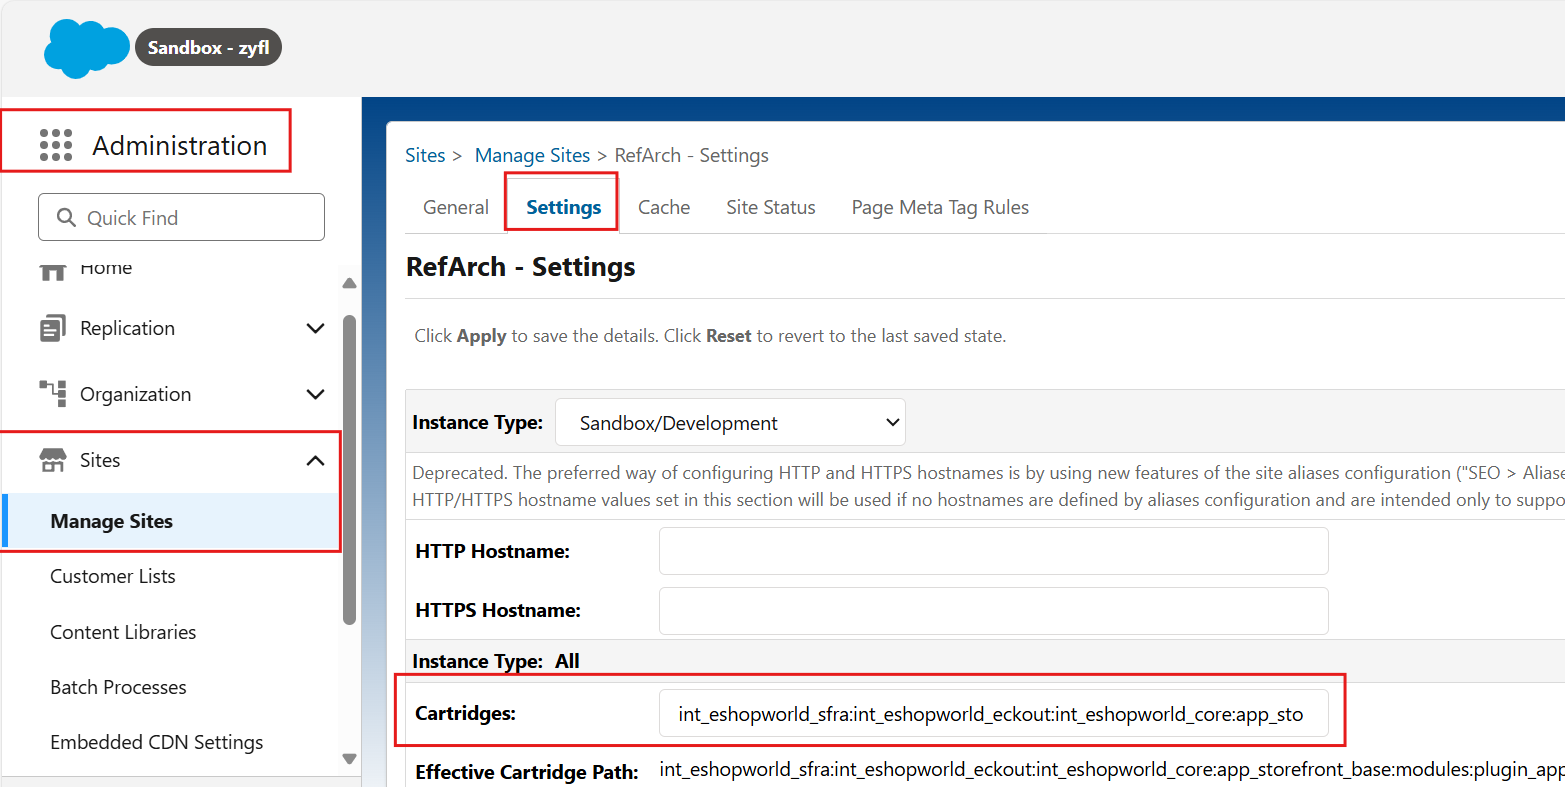 Sandbox - zyfl
Administration
Quick Find
Home
Replication
Organization
Sites
Manage Sites
Customer Lists
Content Libraries
Batch Processes
Embedded CDN Settings
Sites > Manage Sites > RefArch - Settings
General Settings Cache Site Status Page Meta Tag Rules
RefArch - Settings
Click Apply to save the details. Click Reset to revert to the last saved state.
Instance Type: Sandbox/Development
Deprecated. The preferred way of configuring HTTP and HTTPS hostnames is by using new features of the site aliases configuration ("SEO > Aliase
HTTP/HTTPS hostname values set in this section will be used if no hostnames are defined by aliases configuration and are intended only to suppo
HTTP Hostname:
HTTPS Hostname:
Instance Type: All
Cartridges: int_eshopworld_sfra:int_eshopworld_eckout:int_eshopworld_core:app_sto
Effective Cartridge Path: int_eshopworld_sfra:int_eshopworld_eckout:int_eshopworld_core:app_storefront_base:modules:plugin_app